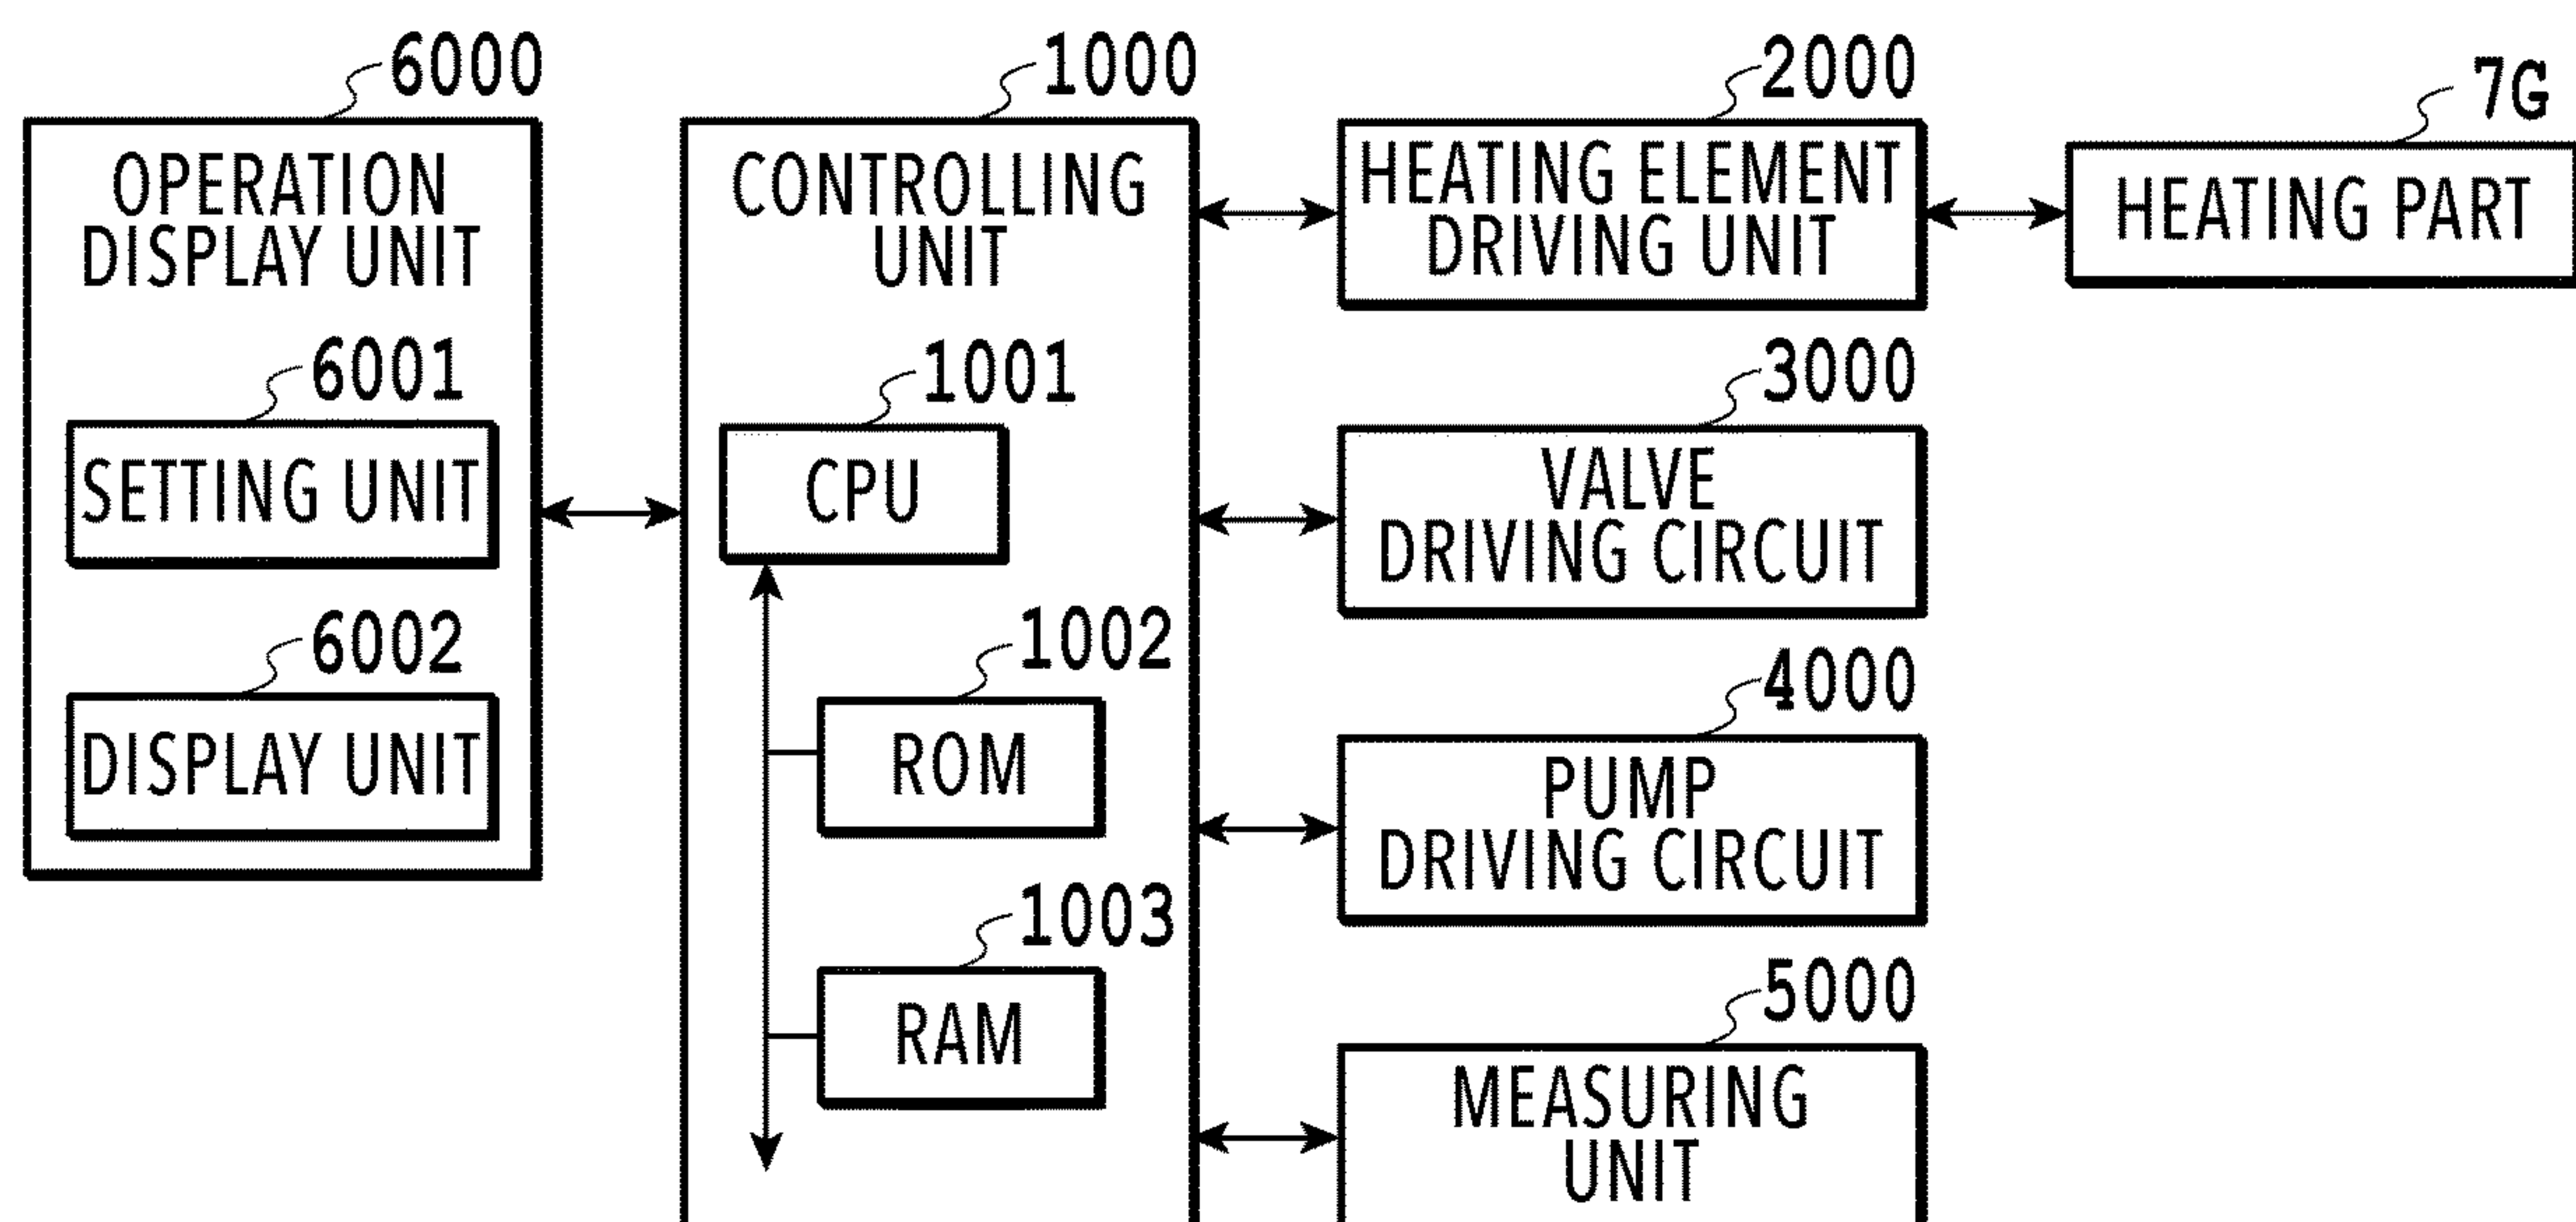 6000
OPERATION
DISPLAY UNIT
6001
SETTING UNIT
6002
DISPLAY UNIT
1000
CONTROLLING
UNIT
1001
CPU
1002
ROM
1003
RAM
2000
HEATING ELEMENT
DRIVING UNIT
7G
HEATING PART
3000
VALVE
DRIVING CIRCUIT
4000
PUMP
DRIVING CIRCUIT
5000
MEASURING
UNIT